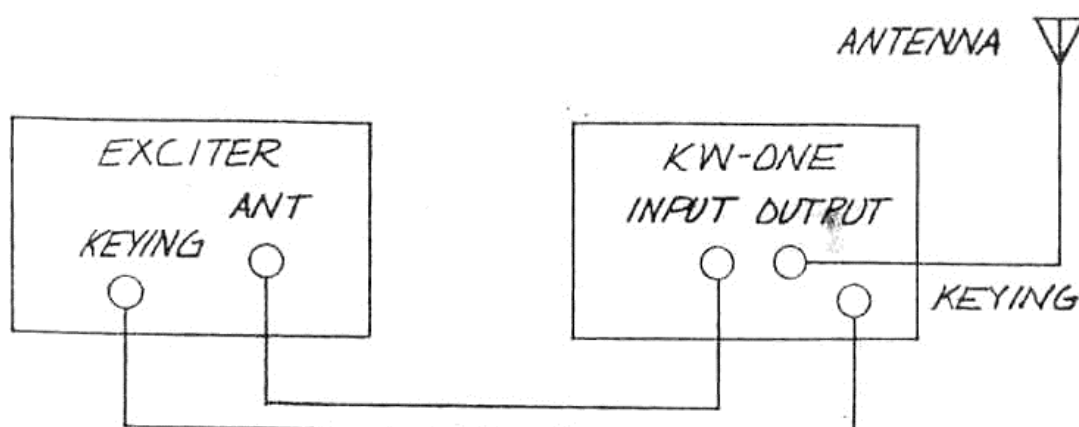 ANTENNA
EXCITER
ANT
KEYING
KW-ONE
INPUT OUTPUT
KEYING